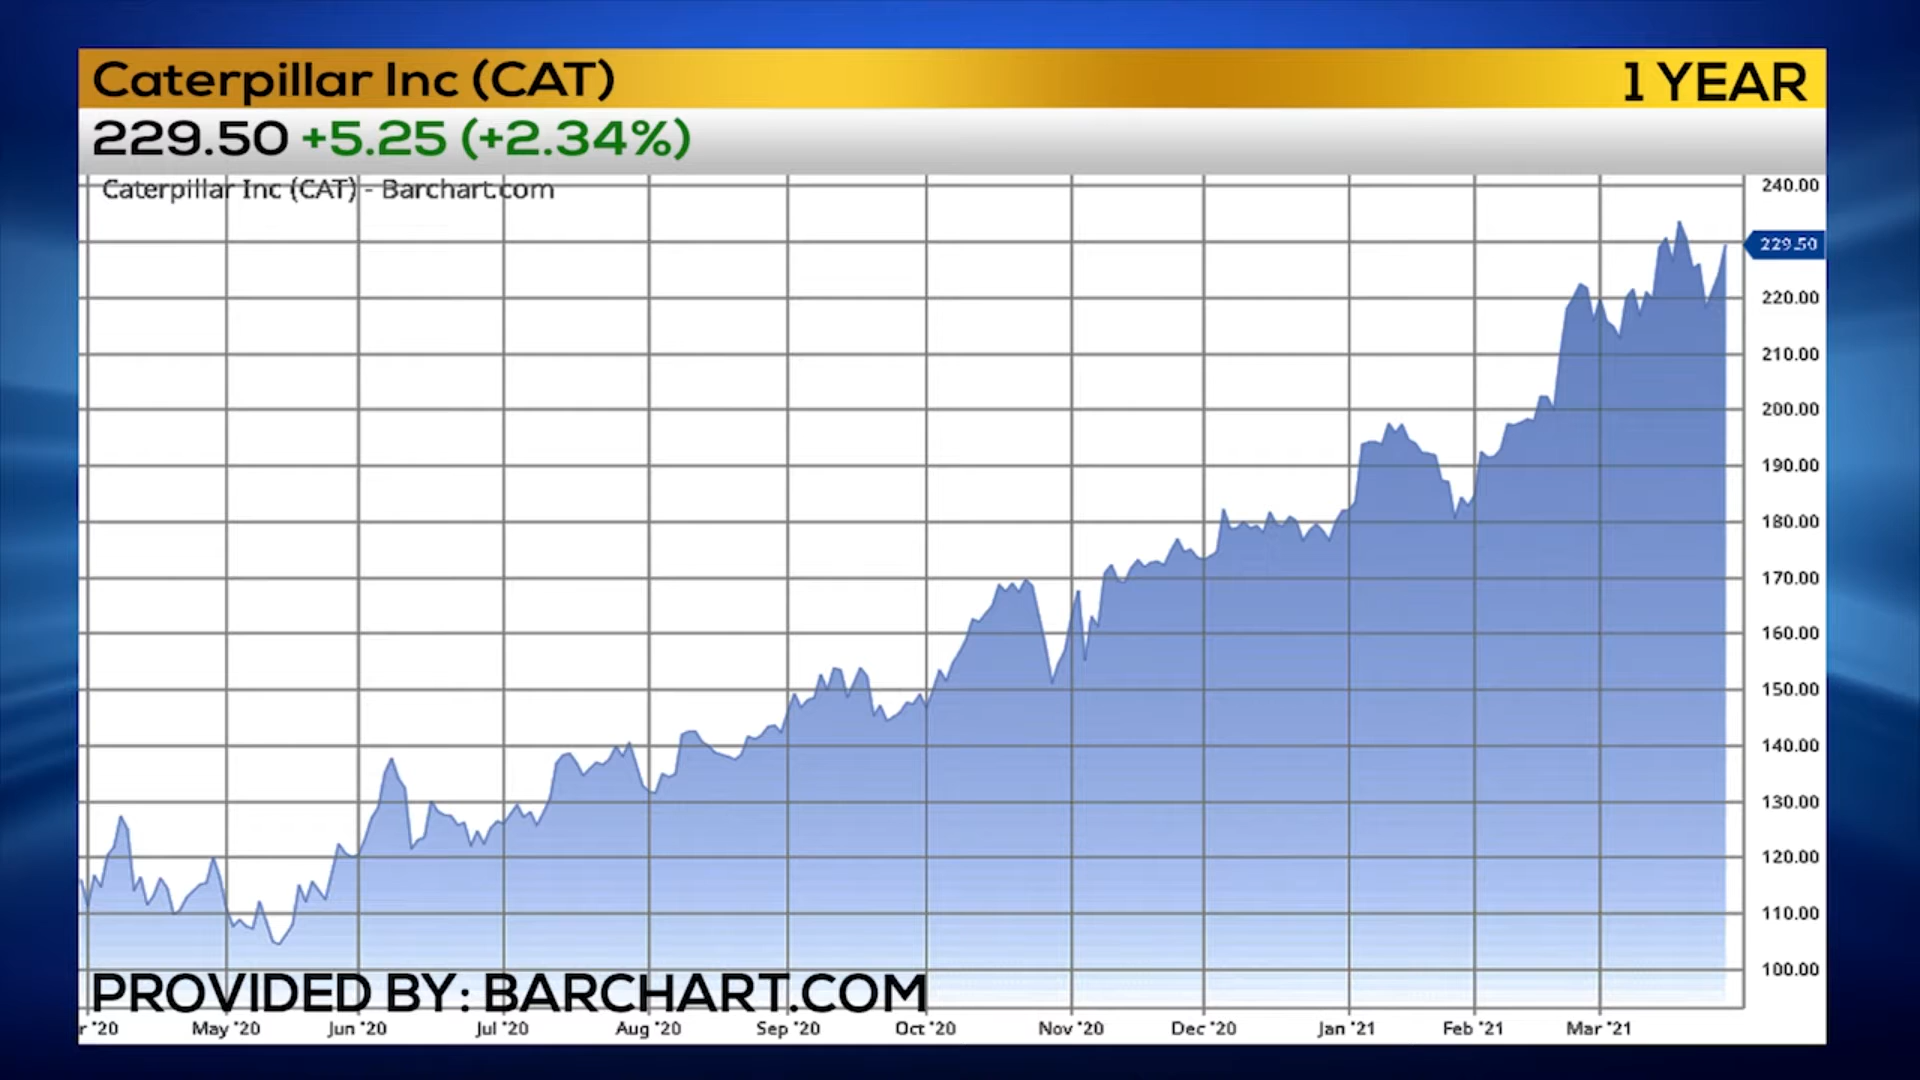 Caterpillar Inc (CAT)
1 YEAR
229.50 +5.25 (+2.34%)
Caterpillar Inc (CAT) - Barchart.com
240.00
229.50
220.00
210.00
200.00
190.00
180.00
170.00
160.00
150.00
140.00
130.00
120.00
110.00
100.00
PROVIDED BY: BARCHART.COM
r '20 May '20 Jun '20 Jul '20 Aug '20 Sep '20 Oct '20 Nov '20 Dec '20 Jan '21 Feb '21 Mar '21